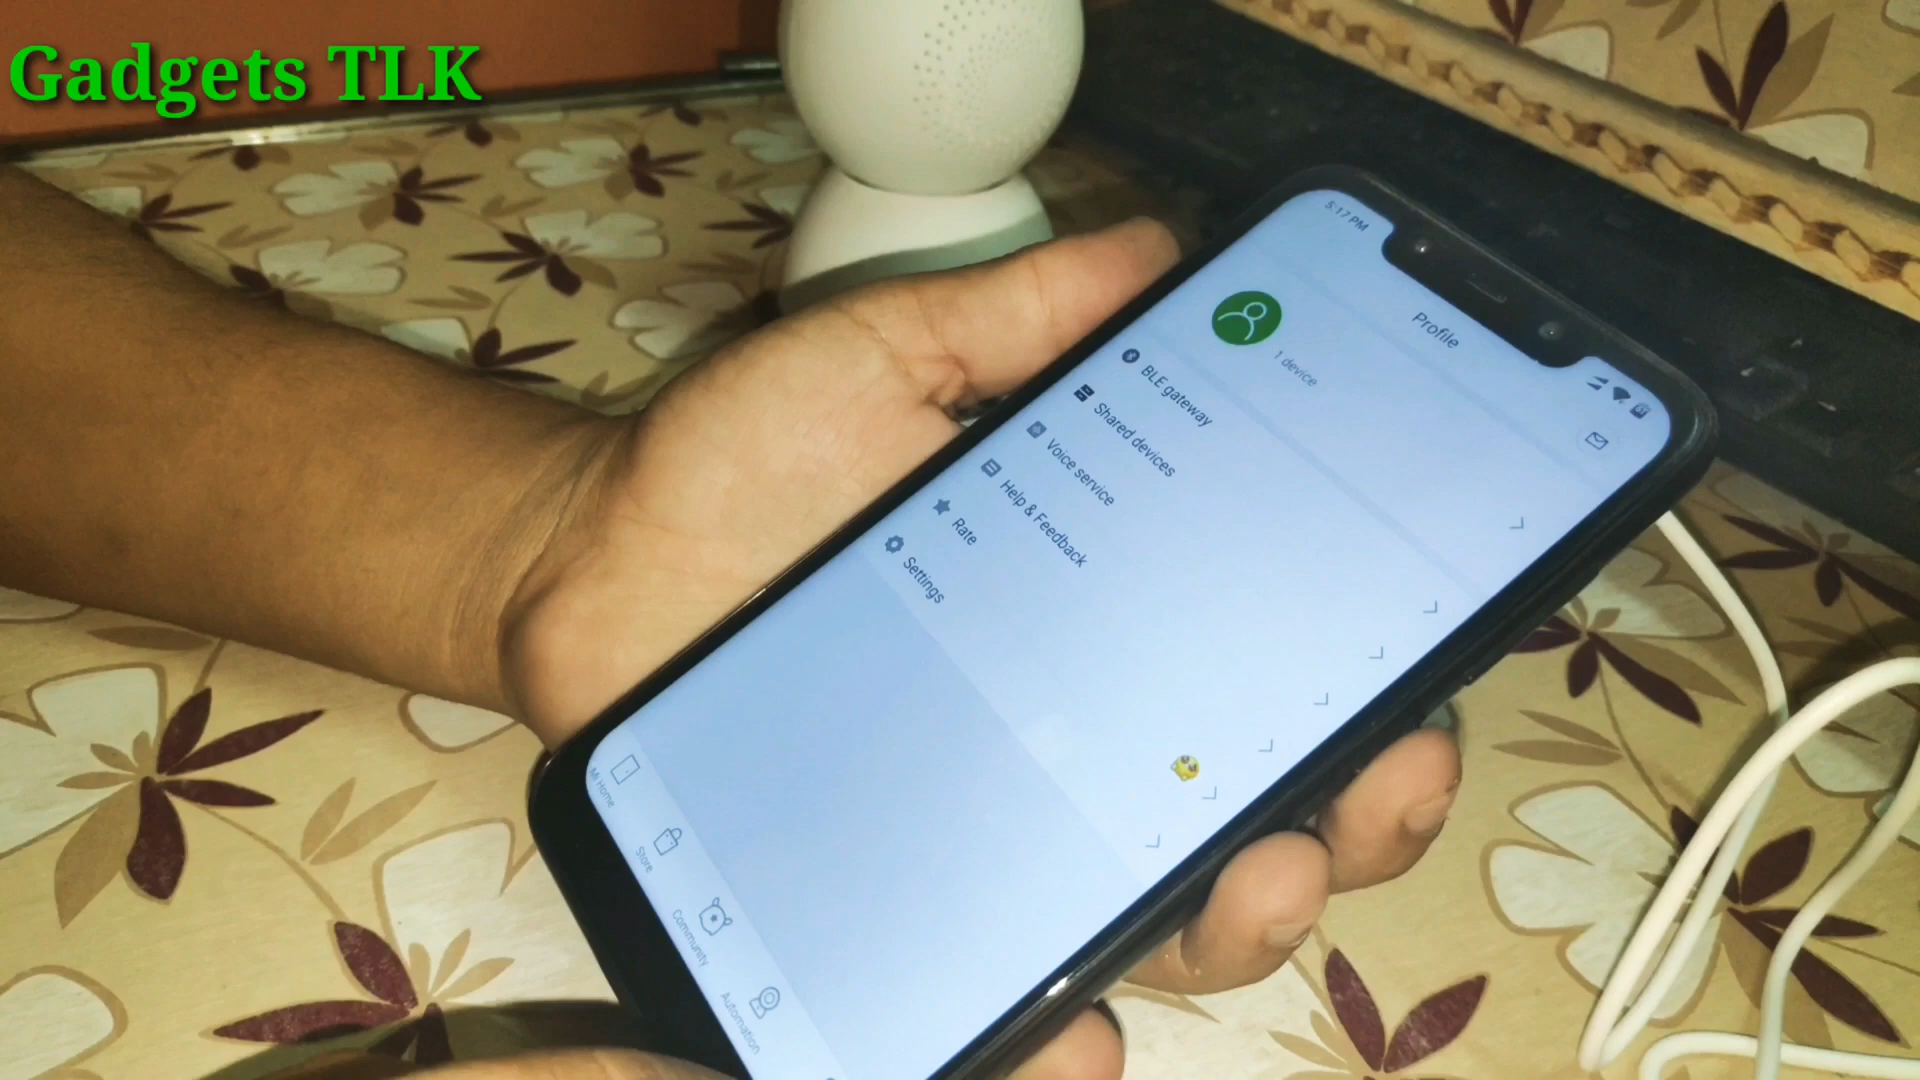 Gadgets TLK
5:17 PM
Profile
1 device
BLE gateway
Shared devices
Voice service
Help & Feedback
Rate
Settings
Mi Home
Store
Community
Automation